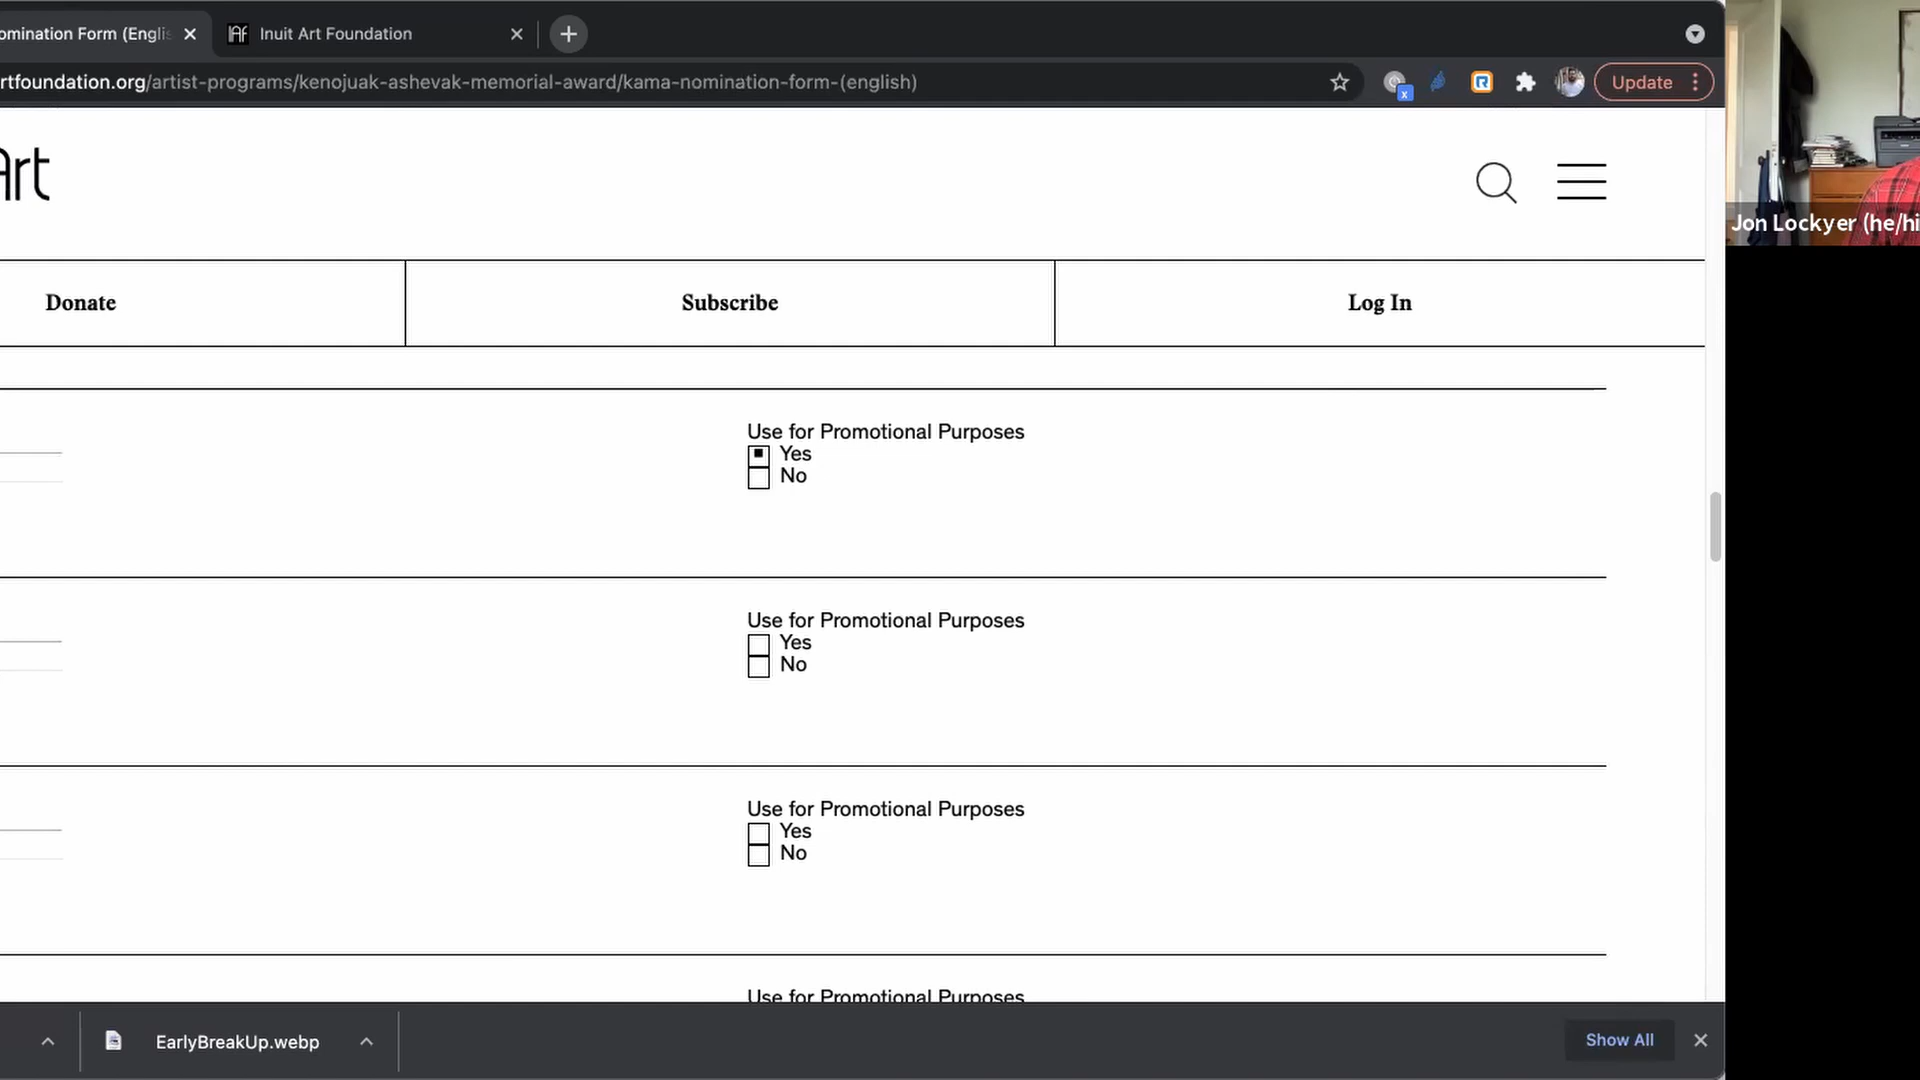 omination Form (Engli
Inuit Art Foundation
rtfoundation.org/artist-programs/kenojuak-ashevak-memorial-award/kama-nomination-form-(english)
x
Update
Art
Jon Lockyer (he/hi
Donate
Subscribe
Log In
Use for Promotional Purposes
Yes
No
Use for Promotional Purposes
Yes
No
Use for Promotional Purposes
Yes
No
Use for Promotional Purposes
EarlyBreakUp.webp
Show All